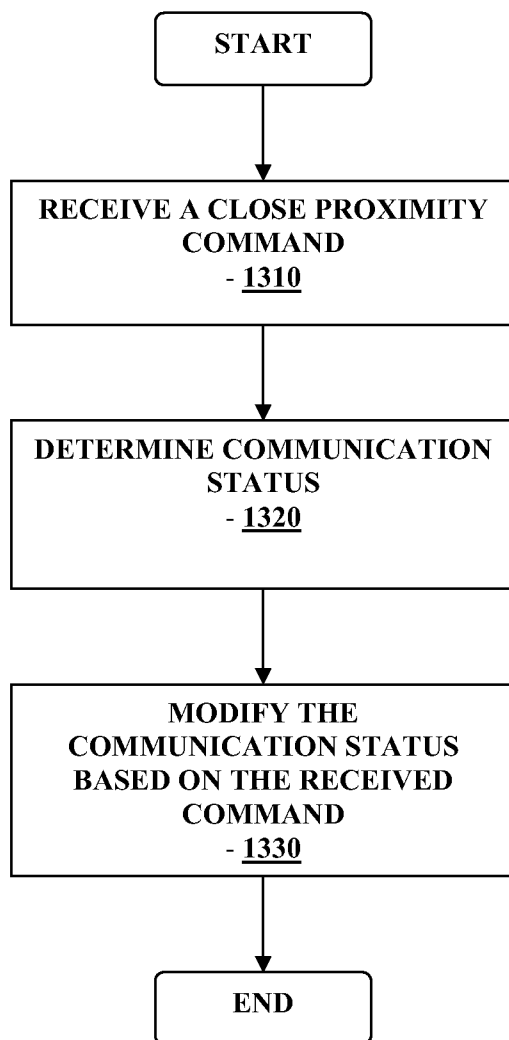 START
RECEIVE A CLOSE PROXIMITY
COMMAND
- 1310
DETERMINE COMMUNICATION
STATUS
- 1320
MODIFY THE
COMMUNICATION STATUS
BASED ON THE RECEIVED
COMMAND
- 1330
END